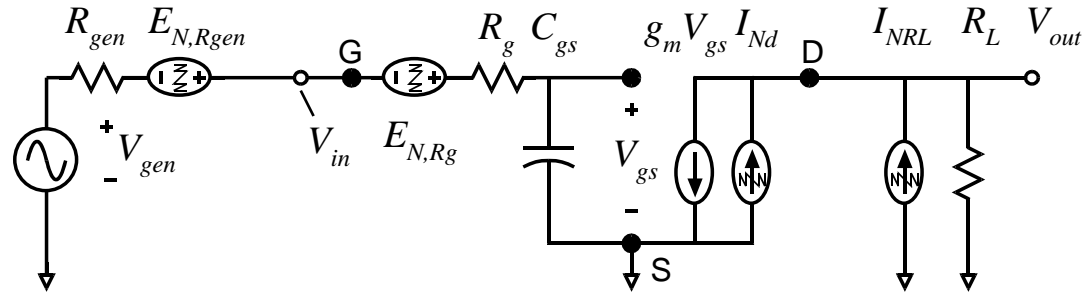 R_gen E_N,Rgen
G
R_g C_gs
g_m V_gs I_Nd
D
I_NRL R_L V_out
− N N +
− N N +
+
V_gen
−
V_in
E_N,Rg
+
V_gs
−
N N
N N
S